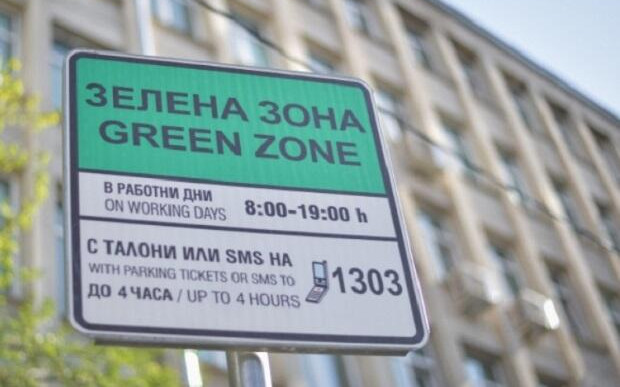 ЗЕЛЕНА ЗОНА
GREEN ZONE
В РАБОТНИ ДНИ
ON WORKING DAYS 8:00-19:00 h
С ТАЛОНИ ИЛИ SMS НА
WITH PARKING TICKETS OR SMS TO 1303
ДО 4 ЧАСА / UP TO 4 HOURS